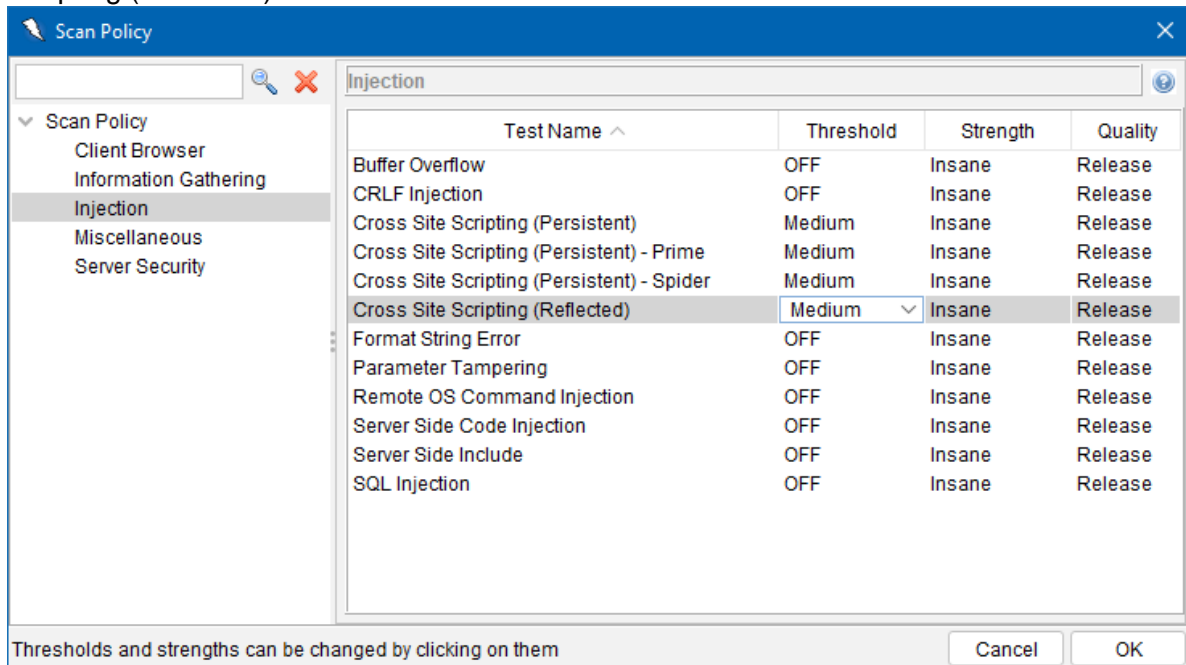 Scan Policy
Injection
Scan Policy
Client Browser
Information Gathering
Injection
Miscellaneous
Server Security
Test Name Threshold Strength Quality
Buffer Overflow OFF Insane Release
CRLF Injection OFF Insane Release
Cross Site Scripting (Persistent) Medium Insane Release
Cross Site Scripting (Persistent) - Prime Medium Insane Release
Cross Site Scripting (Persistent) - Spider Medium Insane Release
Cross Site Scripting (Reflected) Medium Insane Release
Format String Error OFF Insane Release
Parameter Tampering OFF Insane Release
Remote OS Command Injection OFF Insane Release
Server Side Code Injection OFF Insane Release
Server Side Include OFF Insane Release
SQL Injection OFF Insane Release
Thresholds and strengths can be changed by clicking on them
Cancel OK